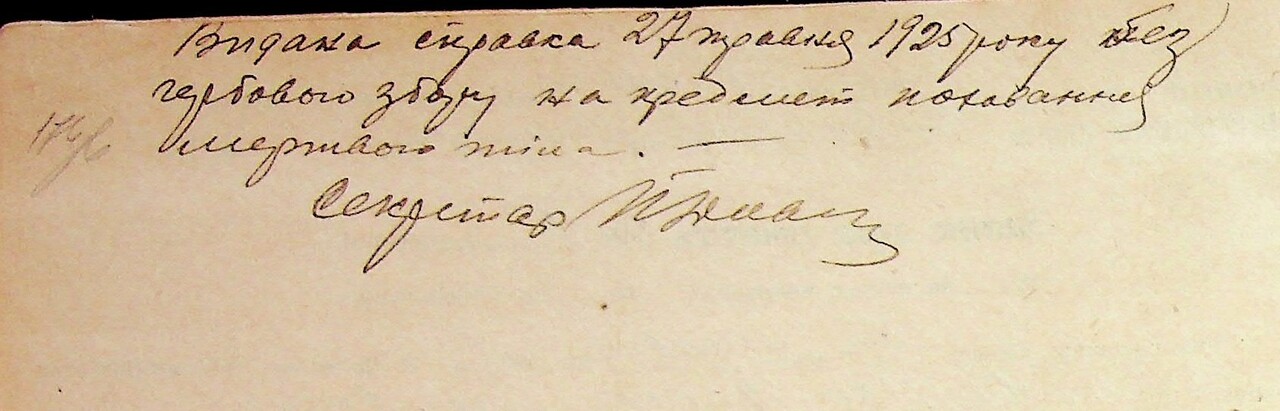 Видана справка 27 травня 1925 року без
гербового збору на предмет поховання
мертвого тіла. —
Секретар